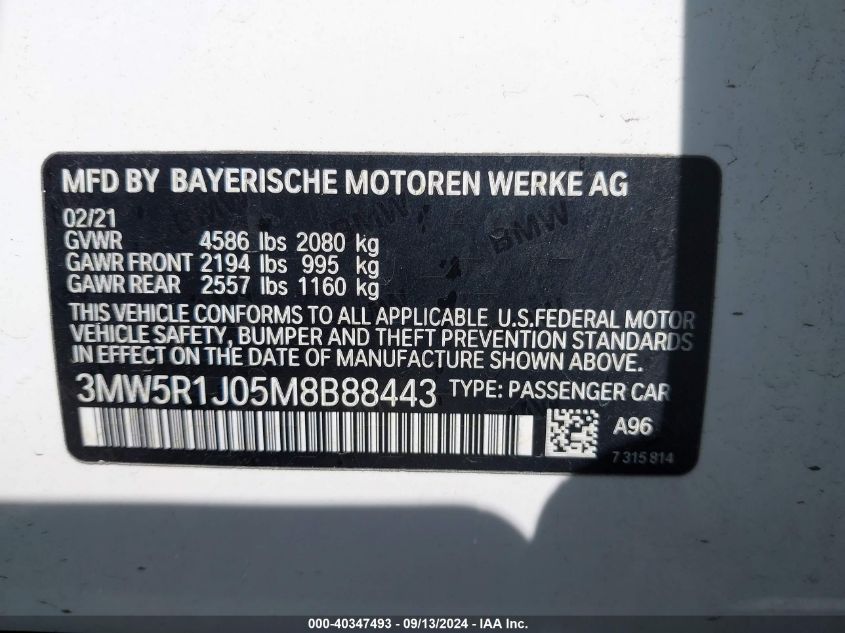 MFD BY BAYERISCHE MOTOREN WERKE AG
02/21
GVWR 4586 lbs 2080 kg
GAWR FRONT 2194 lbs 995 kg
GAWR REAR 2557 lbs 1160 kg
THIS VEHICLE CONFORMS TO ALL APPLICABLE U.S.FEDERAL MOTOR
VEHICLE SAFETY, BUMPER AND THEFT PREVENTION STANDARDS
IN EFFECT ON THE DATE OF MANUFACTURE SHOWN ABOVE.
3MW5R1J05M8B88443 TYPE: PASSENGER CAR
A96
7 315 814
000-40347493 - 09/13/2024 - IAA Inc.